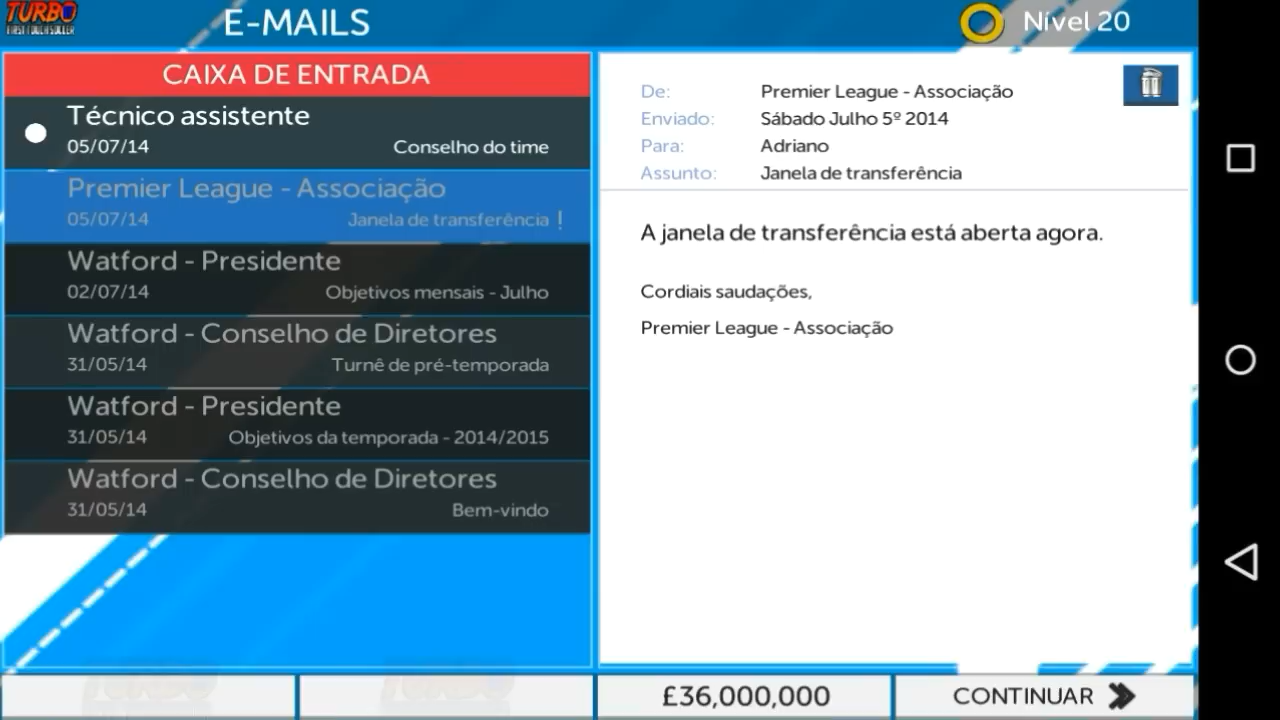 TURBO
FIRST TOUCH SOCCER
E-MAILS
Nível 20
CAIXA DE ENTRADA
Técnico assistente
05/07/14 Conselho do time
Premier League - Associação
05/07/14 Janela de transferência !
Watford - Presidente
02/07/14 Objetivos mensais - Julho
Watford - Conselho de Diretores
31/05/14 Turnê de pré-temporada
Watford - Presidente
31/05/14 Objetivos da temporada - 2014/2015
Watford - Conselho de Diretores
31/05/14 Bem-vindo
De: Premier League - Associação
Enviado: Sábado Julho 5º 2014
Para: Adriano
Assunto: Janela de transferência
A janela de transferência está aberta agora.
Cordiais saudações,
Premier League - Associação
£36,000,000
CONTINUAR